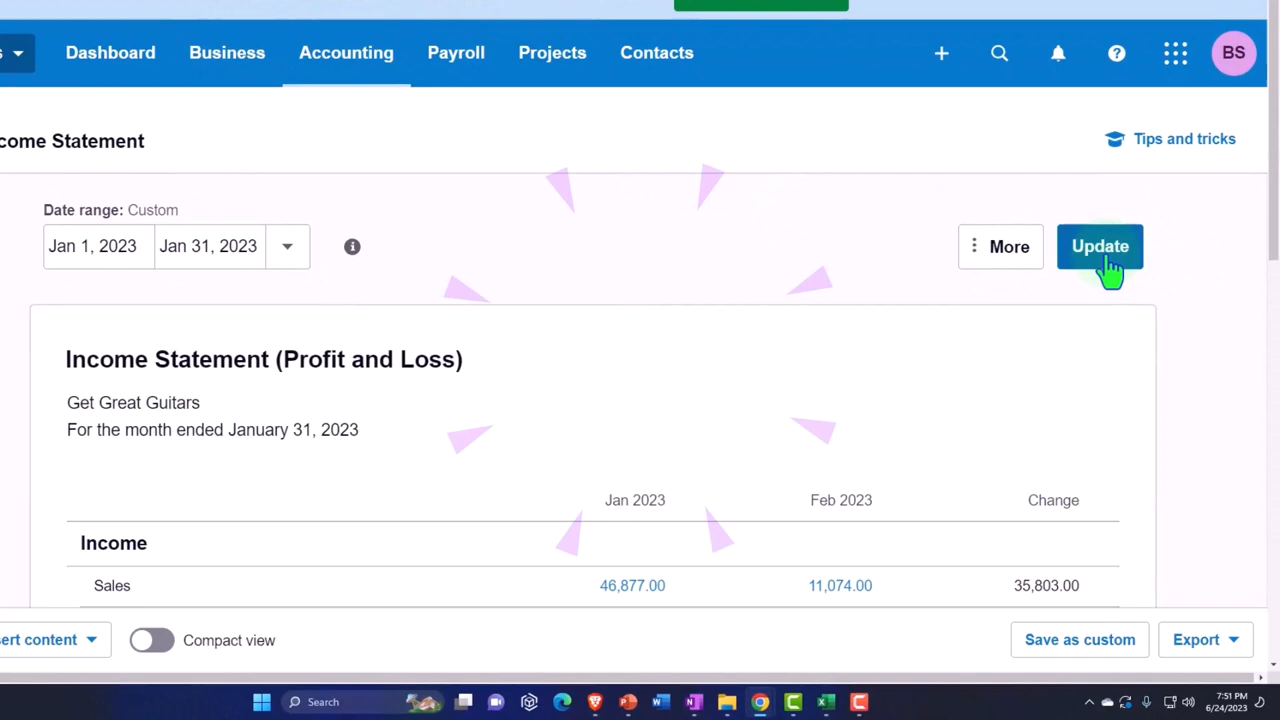 s Dashboard Business Accounting Payroll Projects Contacts + ? BS
come Statement
Tips and tricks
Date range: Custom
Jan 1, 2023 Jan 31, 2023 More Update
Income Statement (Profit and Loss)
Get Great Guitars
For the month ended January 31, 2023
Jan 2023 Feb 2023 Change
Income
Sales 46,877.00 11,074.00 35,803.00
ert content Compact view Save as custom Export
Search
7:51 PM
6/24/2023